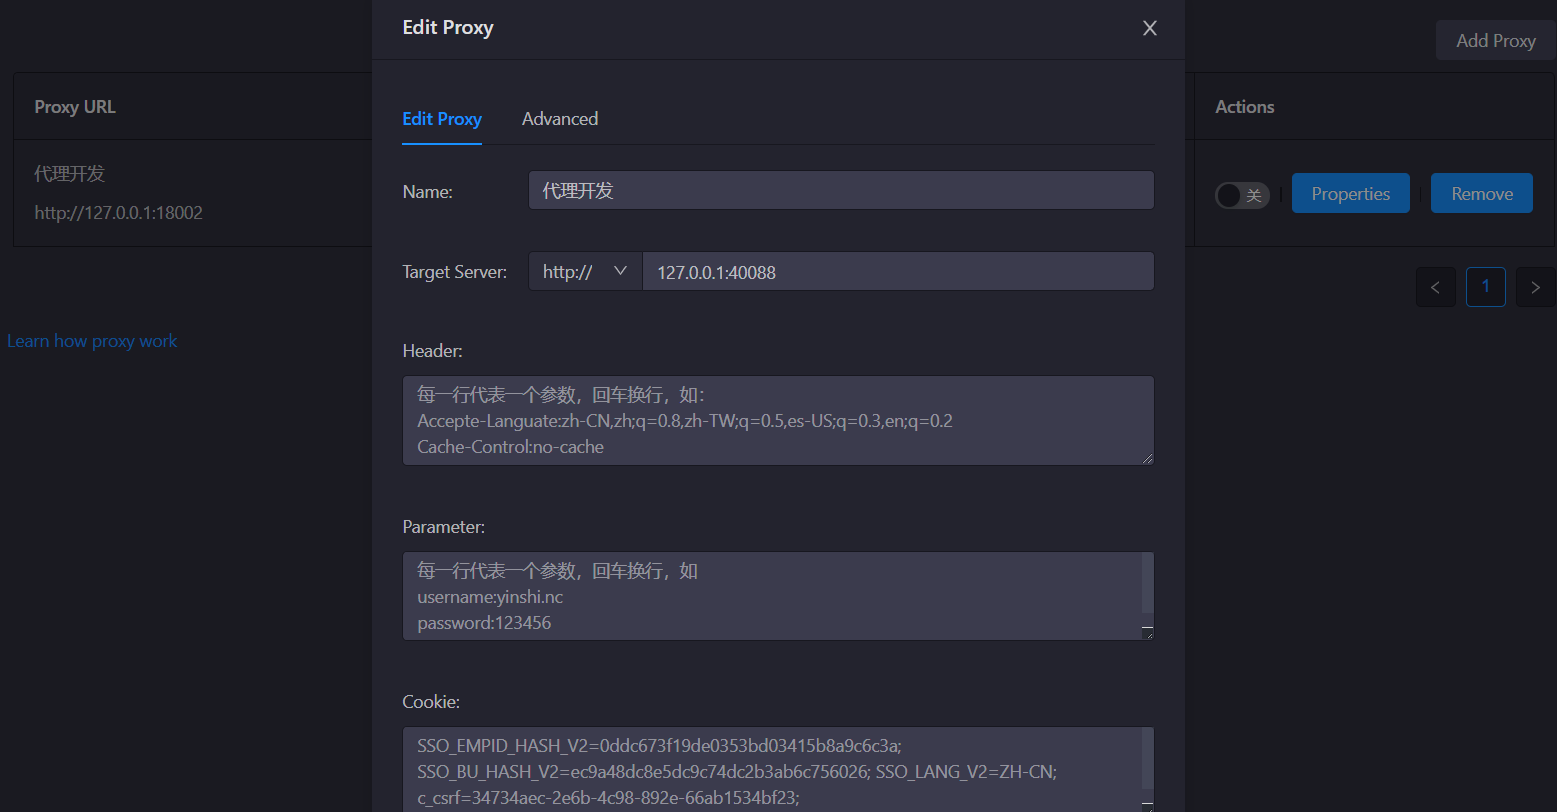 Edit Proxy
Add Proxy
Proxy URL
Actions
Edit Proxy
Advanced
代理开发
http://127.0.0.1:18002
Name:
代理开发
关
Properties
Remove
Target Server:
http://
127.0.0.1:40088
1
Learn how proxy work
Header:
每一行代表一个参数，回车换行，如：
Accepte-Languate:zh-CN,zh;q=0.8,zh-TW;q=0.5,es-US;q=0.3,en;q=0.2
Cache-Control:no-cache
Parameter:
每一行代表一个参数，回车换行，如
username:yinshi.nc
password:123456
Cookie:
SSO_EMPID_HASH_V2=0ddc673f19de0353bd03415b8a9c6c3a;
SSO_BU_HASH_V2=ec9a48dc8e5dc9c74dc2b3ab6c756026; SSO_LANG_V2=ZH-CN;
c_csrf=34734aec-2e6b-4c98-892e-66ab1534bf23;